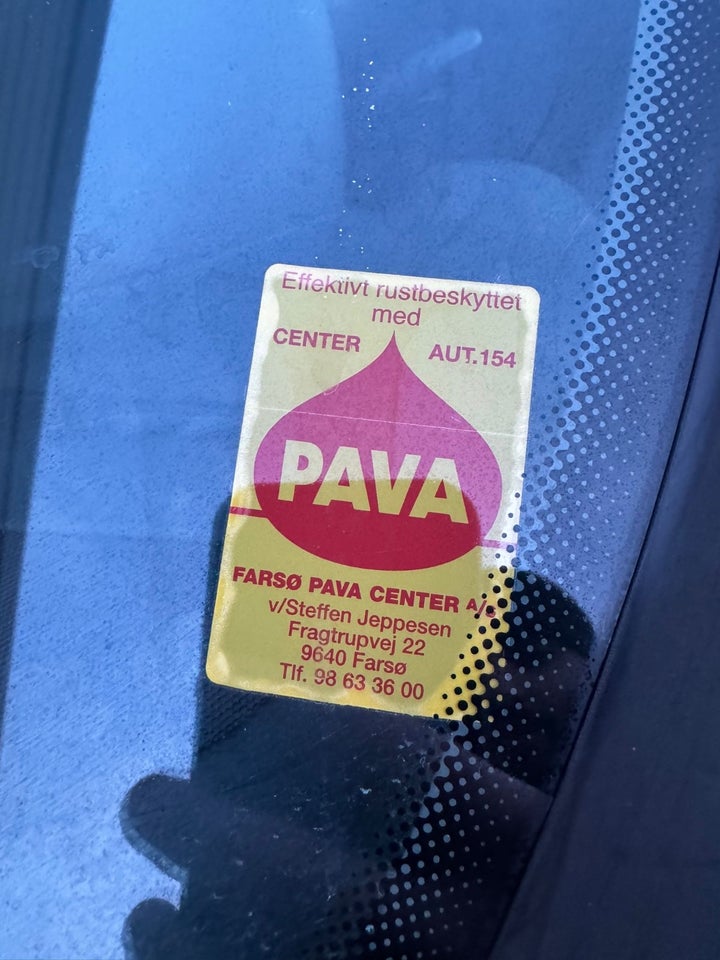 Effektivt rustbeskyttet
med
CENTER AUT.154
PAVA
FARSØ PAVA CENTER A/S
v/Steffen Jeppesen
Fragtrupvej 22
9640 Farsø
Tlf. 98 63 36 00